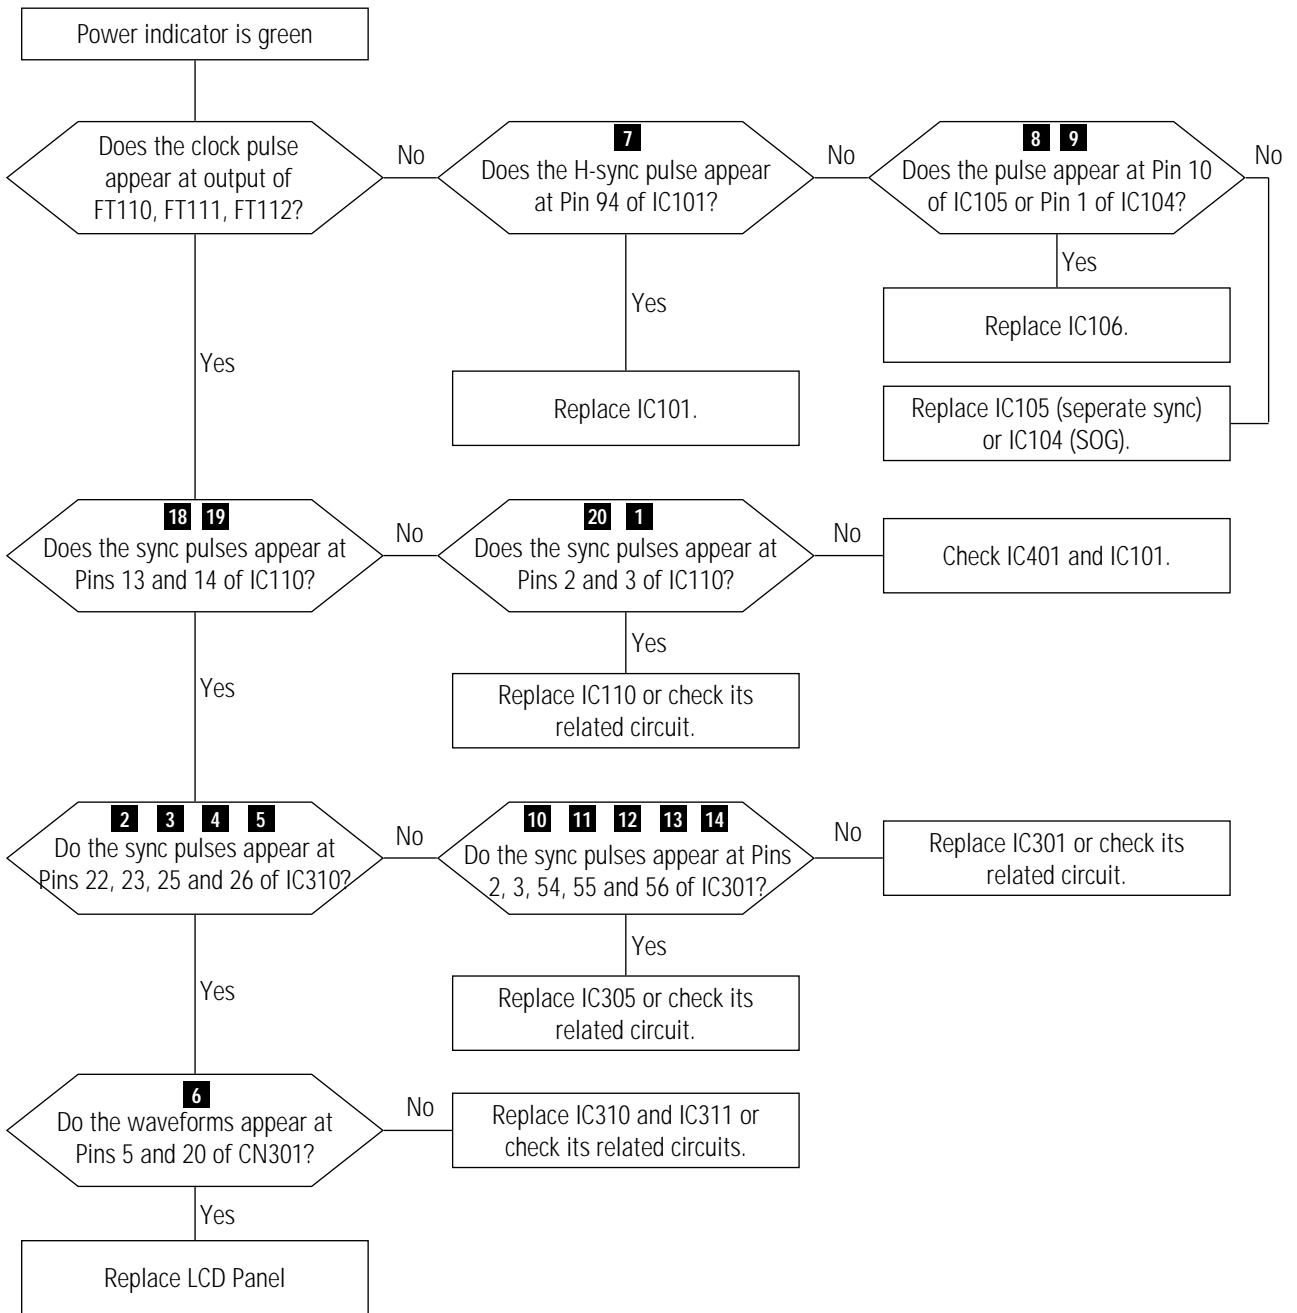 Power indicator is green
Does the clock pulse
appear at output of
FT110, FT111, FT112?
No
7
Does the H-sync pulse appear
at Pin 94 of IC101?
No
8 9
Does the pulse appear at Pin 10
of IC105 or Pin 1 of IC104?
No
Yes
Replace IC106.
Yes
Replace IC101.
Replace IC105 (seperate sync)
or IC104 (SOG).
Yes
18 19
Does the sync pulses appear at
Pins 13 and 14 of IC110?
No
20 1
Does the sync pulses appear at
Pins 2 and 3 of IC110?
No
Check IC401 and IC101.
Yes
Replace IC110 or check its
related circuit.
Yes
2 3 4 5
Do the sync pulses appear at
Pins 22, 23, 25 and 26 of IC310?
No
10 11 12 13 14
Do the sync pulses appear at Pins
2, 3, 54, 55 and 56 of IC301?
No
Replace IC301 or check its
related circuit.
Yes
Replace IC305 or check its
related circuit.
Yes
6
Do the waveforms appear at
Pins 5 and 20 of CN301?
No
Replace IC310 and IC311 or
check its related circuits.
Yes
Replace LCD Panel